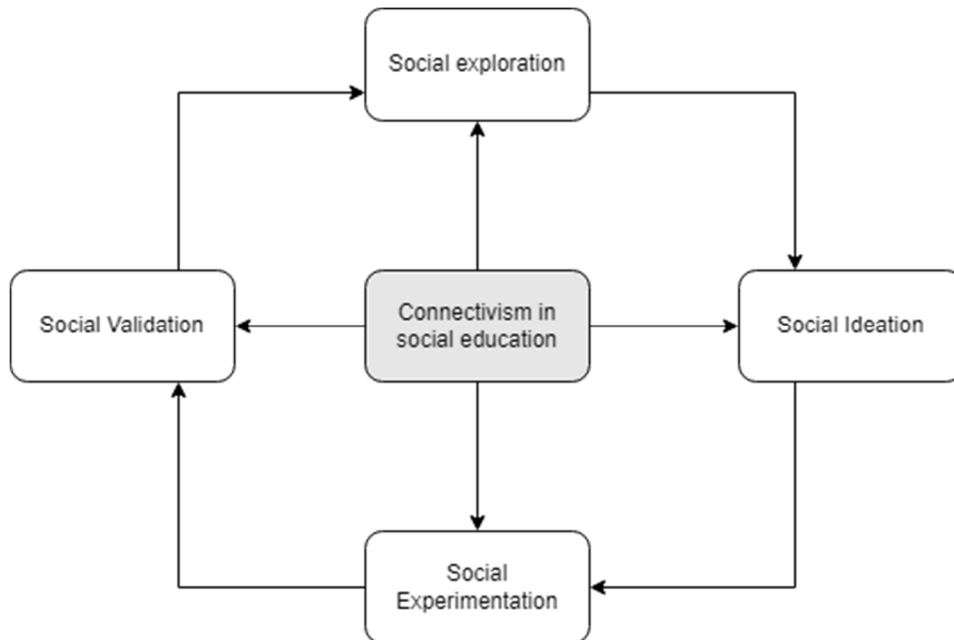 Social exploration
Social Validation
Connectivism in
social education
Social Ideation
Social
Experimentation